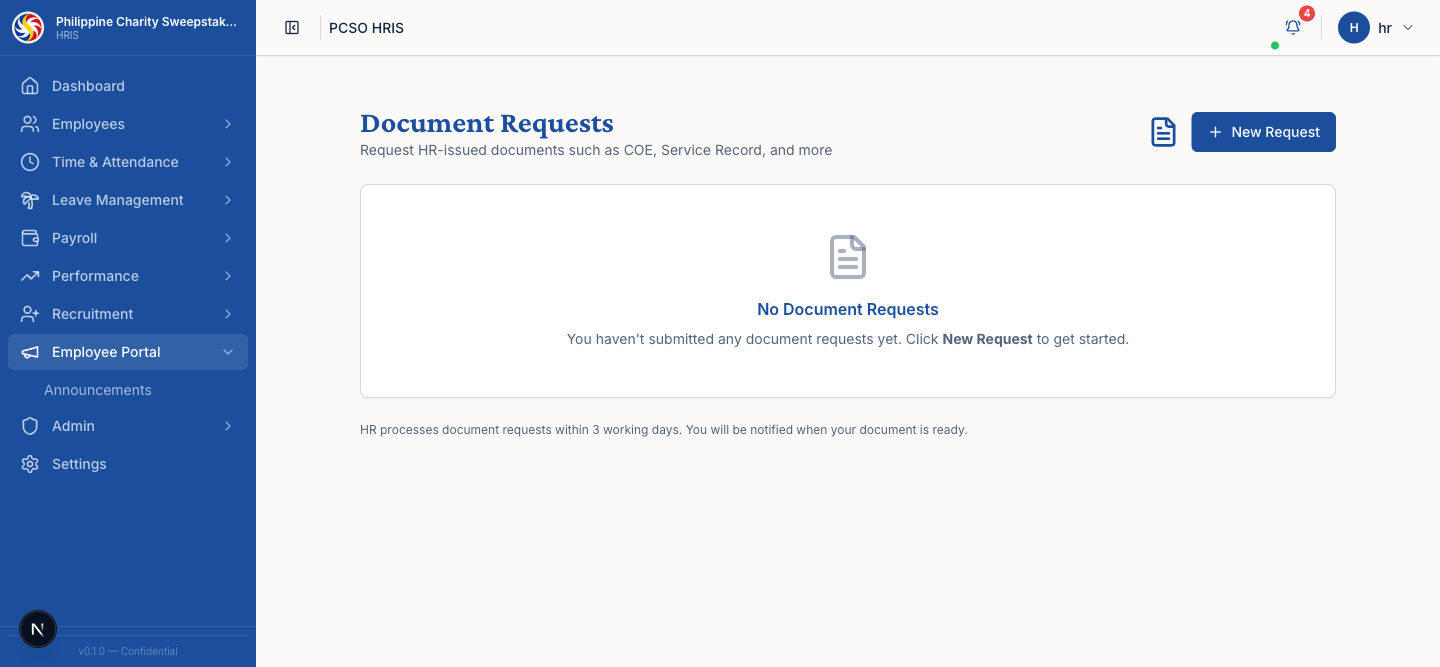 Philippine Charity Sweepstak...
HRIS
PCSO HRIS
4
H
hr
Dashboard
Employees
Time & Attendance
Leave Management
Payroll
Performance
Recruitment
Employee Portal
Announcements
Admin
Settings
N
v0.1.0 — Confidential
Document Requests
Request HR-issued documents such as COE, Service Record, and more
New Request
No Document Requests
You haven't submitted any document requests yet. Click New Request to get started.
HR processes document requests within 3 working days. You will be notified when your document is ready.